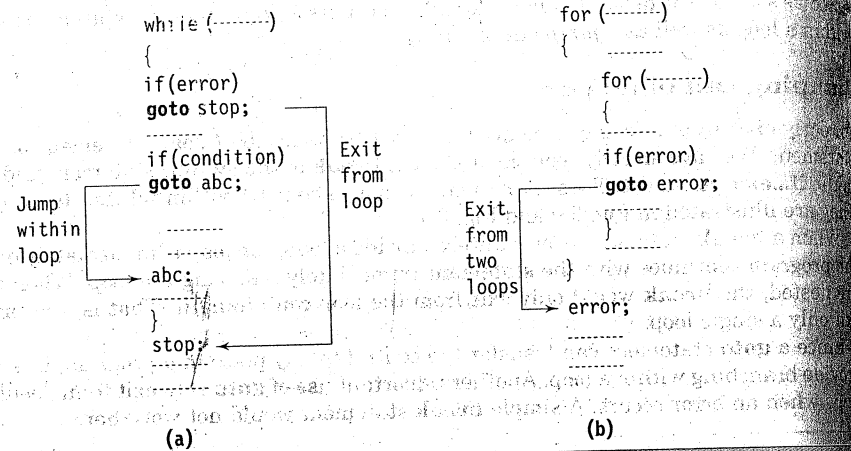 while (--------)
{
if(error)
goto stop;
--------
if(condition)
goto abc;
--------
--------
abc:
--------
}
stop:
--------
--------
Jump
within
loop
Exit
from
loop
(a)
for (--------)
{ --------
for (--------)
{
--------
if(error)
goto error;
--------
}
--------
}
error;
--------
--------
--------
Exit
from
two
loops
(b)